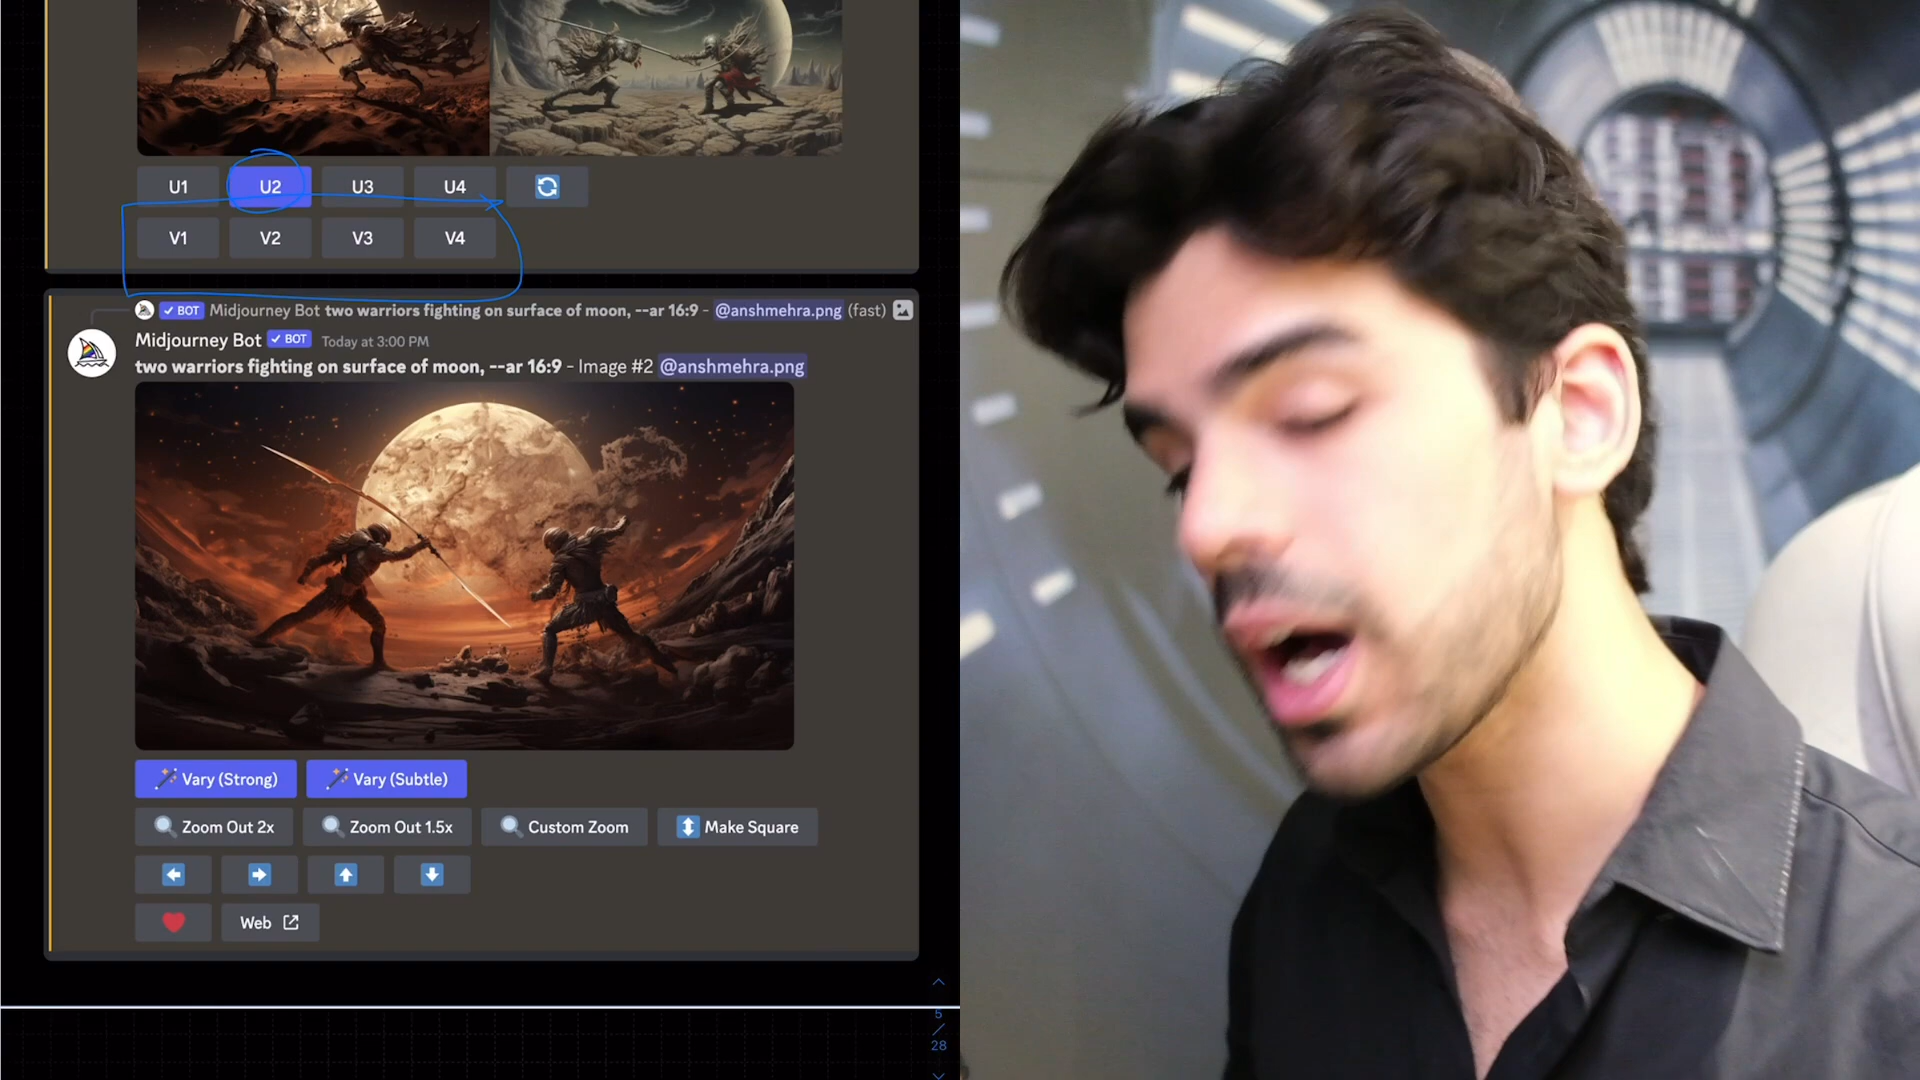 U1 U2 U3 U4
V1 V2 V3 V4
BOT Midjourney Bot two warriors fighting on surface of moon, --ar 16:9 - @anshmehra.png (fast)
Midjourney Bot BOT Today at 3:00 PM
two warriors fighting on surface of moon, --ar 16:9 - Image #2 @anshmehra.png
Vary (Strong) Vary (Subtle)
Zoom Out 2x Zoom Out 1.5x Custom Zoom Make Square
Web
5
/
28